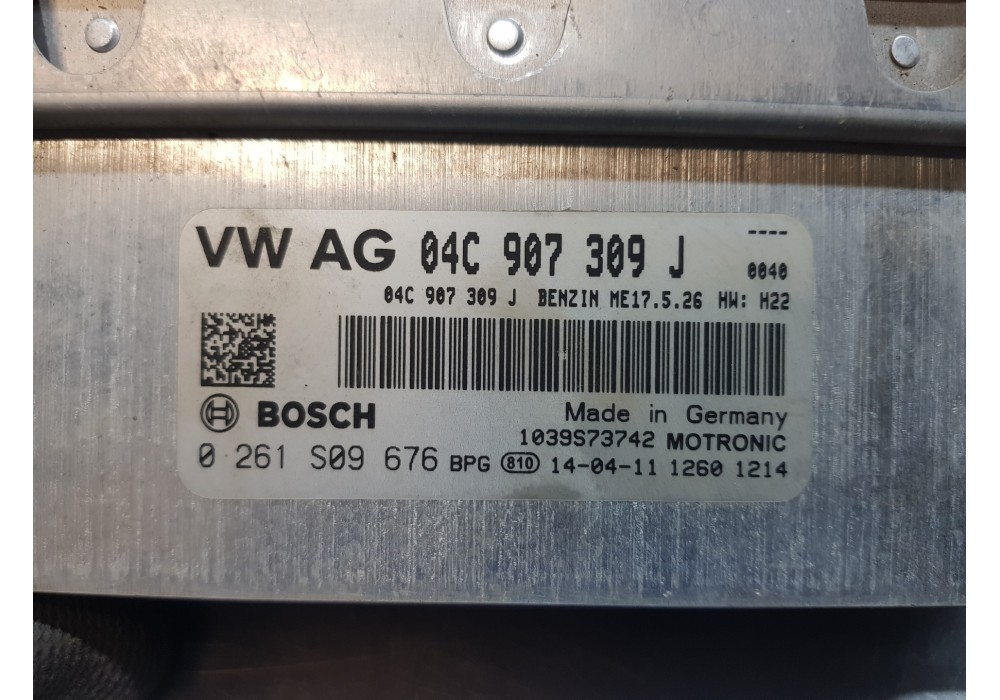 VW AG 04C 907 309 J ----
0040
04C 907 309 J BENZIN ME17.5.26 HW: H22
BOSCH Made in Germany
1039S73742 MOTRONIC
0 261 S09 676 BPG 810 14-04-11 1260 1214